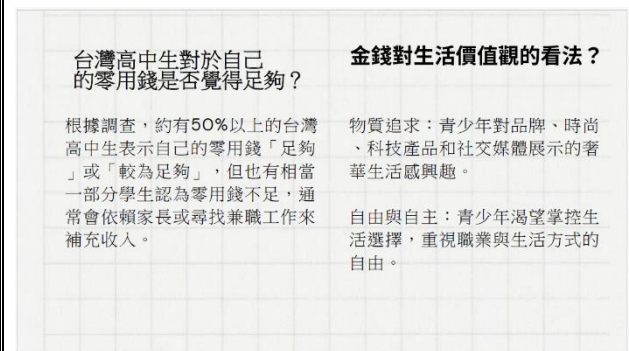 台灣高中生對於自己
的零用錢是否覺得足夠？
根據調查，約有50%以上的台灣
高中生表示自己的零用錢「足夠
」或「較為足夠」，但也有相當
一部分學生認為零用錢不足，通
常會依賴家長或尋找兼職工作來
補充收入。
金錢對生活價值觀的看法？
物質追求：青少年對品牌、時尚
、科技產品和社交媒體展示的奢
華生活感興趣。
自由與自主：青少年渴望掌控生
活選擇，重視職業與生活方式的
自由。